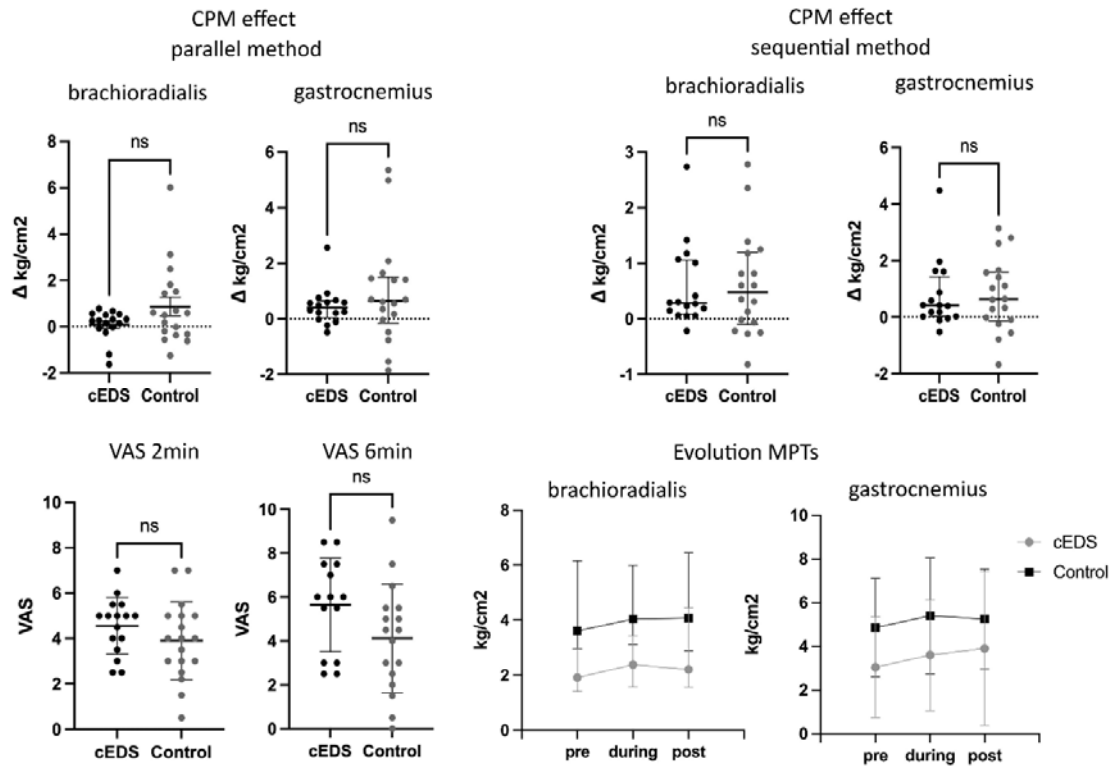 CPM effect
parallel method
brachioradialis
gastrocnemius
ns
ns
8
6
4
2
0
-2
Δ kg/cm2
cEDS Control
6
4
2
0
-2
Δ kg/cm2
cEDS Control
CPM effect
sequential method
brachioradialis
gastrocnemius
ns
ns
3
2
1
0
-1
Δ kg/cm2
cEDS Control
6
4
2
0
-2
Δ kg/cm2
cEDS Control
VAS 2min
ns
10
8
6
4
2
0
VAS
cEDS Control
VAS 6min
ns
10
8
6
4
2
0
VAS
cEDS Control
Evolution MPTs
brachioradialis
8
6
4
2
0
kg/cm2
pre during post
gastrocnemius
10
8
6
4
2
0
kg/cm2
pre during post
cEDS
Control